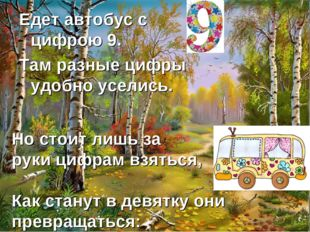 Едет автобус с
цифрою 9.
9
Там разные цифры
удобно уселись.
Но стоит лишь за
руки цифрам взяться,
Как станут в девятку они
превращаться: